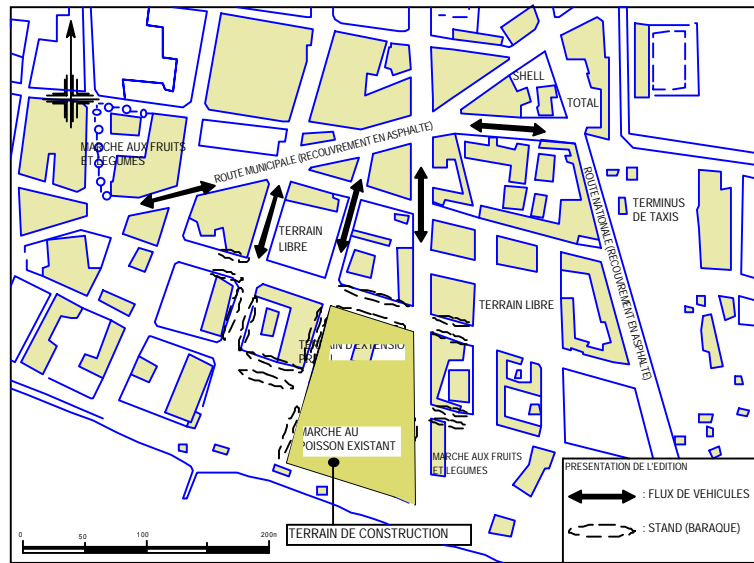 SHELL
TOTAL
MARCHE AUX FRUITS
ET LEGUMES
ROUTE MUNICIPALE (RECOUVREMENT EN ASPHALTE)
ROUTE NATIONALE (RECOUVREMENT EN ASPHALTE)
TERMINUS
DE TAXIS
TERRAIN
LIBRE
TERRAIN LIBRE
D'EXTENSIO
MARCHE AU
POISSON EXISTANT
MARCHE AUX FRUITS
ET LEGUMES
PRESENTATION DE L'EDITION
: FLUX DE VEHICULES
: STAND (BARAQUE)
TERRAIN DE CONSTRUCTION
0 50 100 200m